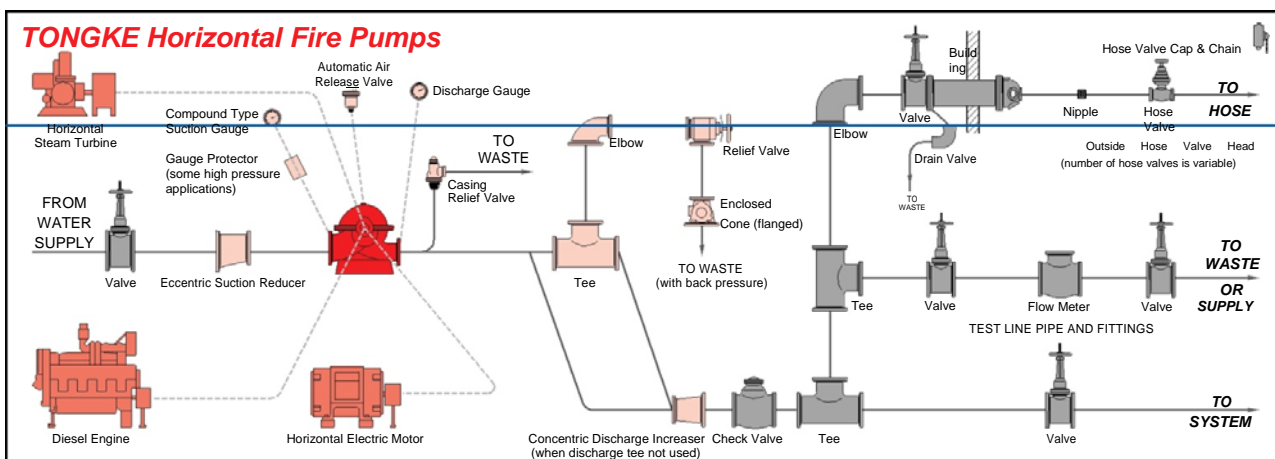 TONGKE Horizontal Fire Pumps
Automatic Air
Release Valve
Discharge Gauge
Compound Type
Suction Gauge
Horizontal
Steam Turbine
Gauge Protector
(some high pressure
applications)
TO
WASTE
Casing
Relief Valve
Elbow
Relief Valve
Enclosed
Cone (flanged)
TO WASTE
(with back pressure)
FROM
WATER
SUPPLY
Valve
Eccentric Suction Reducer
Tee
Elbow
Valve
Build
ing
Drain Valve
TO
WASTE
Hose Valve Cap & Chain
Nipple
Hose
Valve
TO
HOSE
Outside Hose Valve Head
(number of hose valves is variable)
Tee
Valve
Flow Meter
Valve
TO
WASTE
OR
SUPPLY
TEST LINE PIPE AND FITTINGS
Diesel Engine
Horizontal Electric Motor
Concentric Discharge Increaser
(when discharge tee not used)
Check Valve
Tee
Valve
TO
SYSTEM